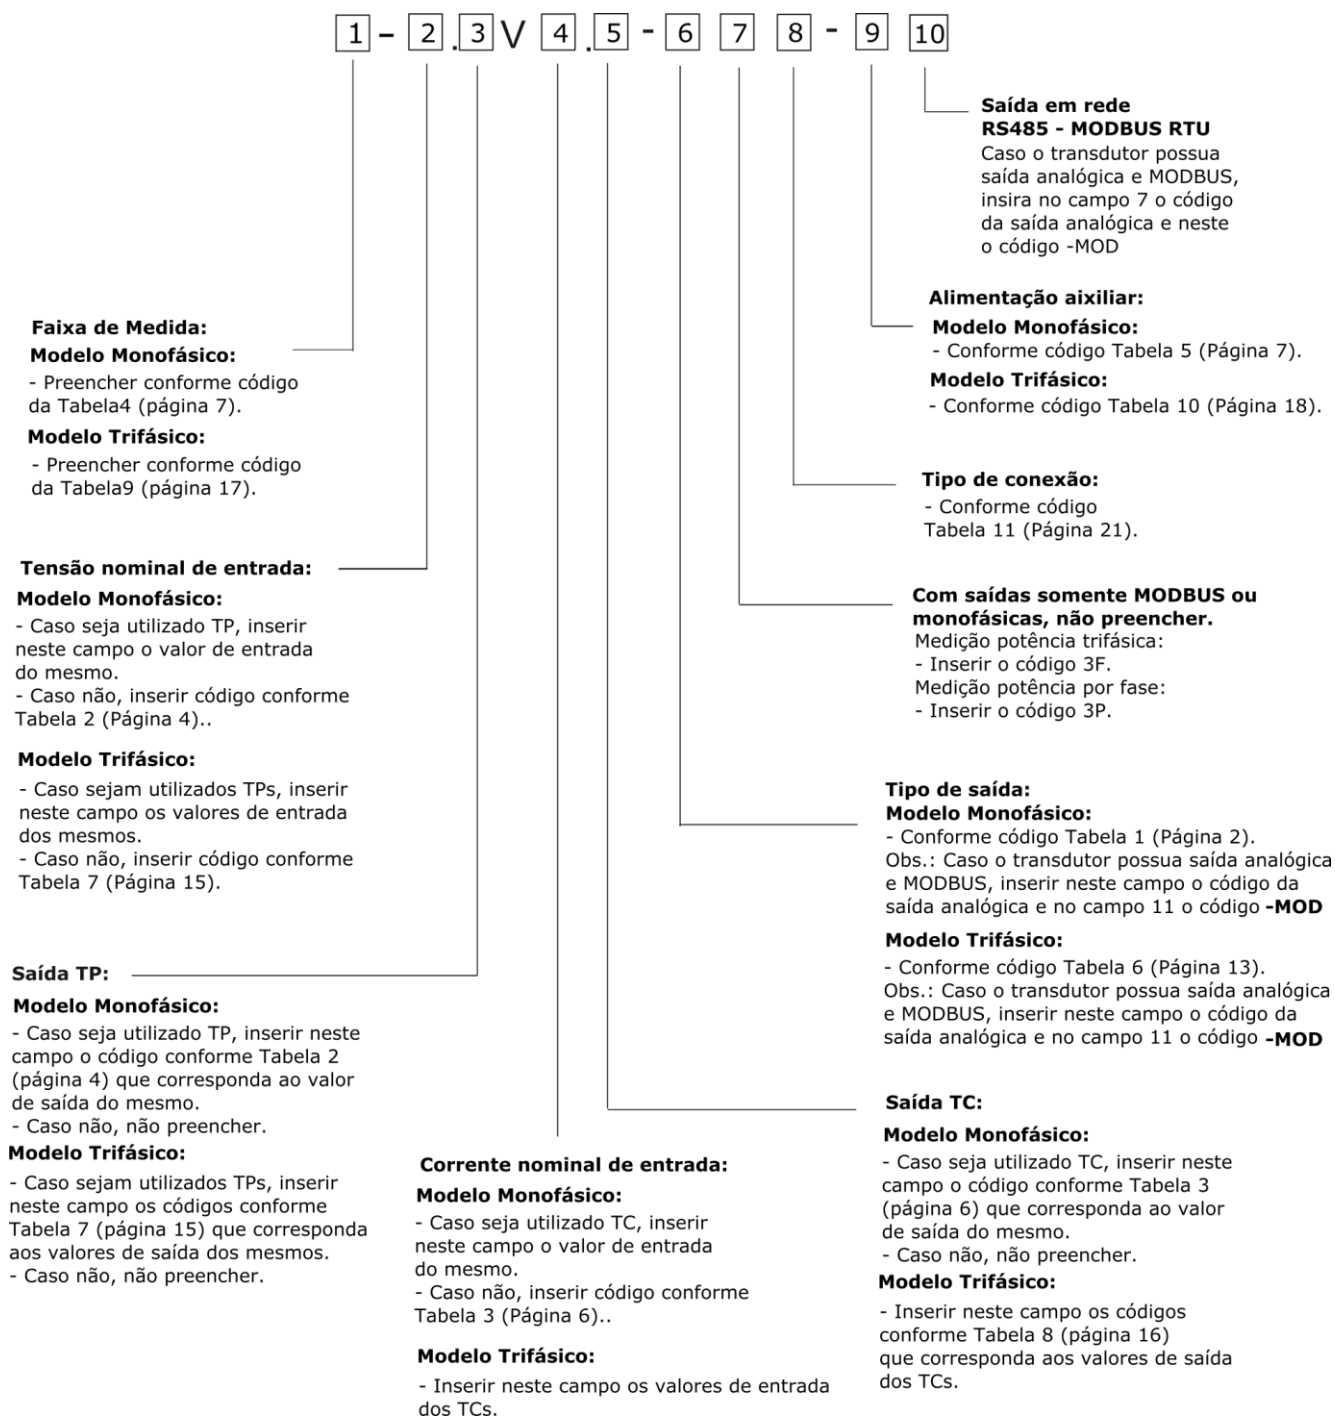 1 - 2 . 3 V 4 . 5 - 6 7 8 - 9 10
Saída em rede
RS485 - MODBUS RTU
Caso o transdutor possua
saída analógica e MODBUS,
insira no campo 7 o código
da saída analógica e neste
o código -MOD
Alimentação aixiliar:
Modelo Monofásico:
- Conforme código Tabela 5 (Página 7).
Modelo Trifásico:
- Conforme código Tabela 10 (Página 18).
Tipo de conexão:
- Conforme código
Tabela 11 (Página 21).
Com saídas somente MODBUS ou
monofásicas, não preencher.
Medição potência trifásica:
- Inserir o código 3F.
Medição potência por fase:
- Inserir o código 3P.
Tipo de saída:
Modelo Monofásico:
- Conforme código Tabela 1 (Página 2).
Obs.: Caso o transdutor possua saída analógica
e MODBUS, inserir neste campo o código da
saída analógica e no campo 11 o código -MOD
Modelo Trifásico:
- Conforme código Tabela 6 (Página 13).
Obs.: Caso o transdutor possua saída analógica
e MODBUS, inserir neste campo o código da
saída analógica e no campo 11 o código -MOD
Saída TC:
Modelo Monofásico:
- Caso seja utilizado TC, inserir neste
campo o código conforme Tabela 3
(página 6) que corresponda ao valor
de saída do mesmo.
- Caso não, não preencher.
Modelo Trifásico:
- Inserir neste campo os códigos
conforme Tabela 8 (página 16)
que corresponda aos valores de saída
dos TCs.
Faixa de Medida:
Modelo Monofásico:
- Preencher conforme código
da Tabela4 (página 7).
Modelo Trifásico:
- Preencher conforme código
da Tabela9 (página 17).
Tensão nominal de entrada:
Modelo Monofásico:
- Caso seja utilizado TP, inserir
neste campo o valor de entrada
do mesmo.
- Caso não, inserir código conforme
Tabela 2 (Página 4)..
Modelo Trifásico:
- Caso sejam utilizados TPs, inserir
neste campo os valores de entrada
dos mesmos.
- Caso não, inserir código conforme
Tabela 7 (Página 15).
Saída TP:
Modelo Monofásico:
- Caso seja utilizado TP, inserir neste
campo o código conforme Tabela 2
(página 4) que corresponda ao valor
de saída do mesmo.
- Caso não, não preencher.
Modelo Trifásico:
- Caso sejam utilizados TPs, inserir
neste campo os códigos conforme
Tabela 7 (página 15) que corresponda
aos valores de saída dos mesmos.
- Caso não, não preencher.
Corrente nominal de entrada:
Modelo Monofásico:
- Caso seja utilizado TC, inserir
neste campo o valor de entrada
do mesmo.
- Caso não, inserir código conforme
Tabela 3 (Página 6)..
Modelo Trifásico:
- Inserir neste campo os valores de entrada
dos TCs.